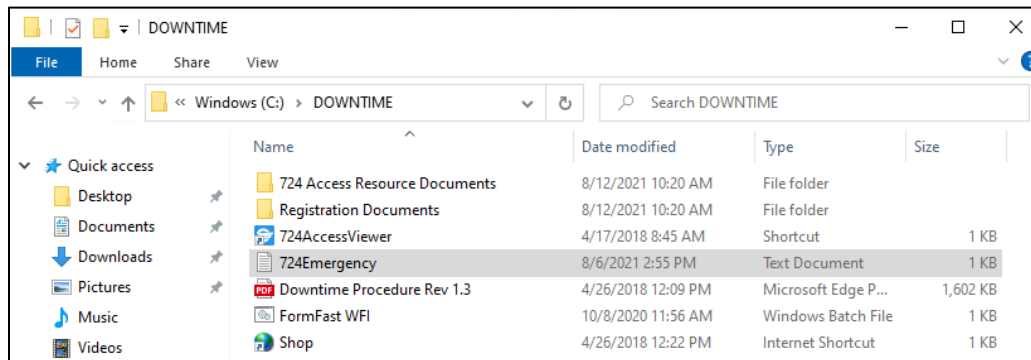 DOWNTIME
File Home Share View
« Windows (C:) > DOWNTIME Search DOWNTIME
Name Date modified Type Size
Quick access
Desktop
Documents
Downloads
Pictures
Music
Videos
724 Access Resource Documents 8/12/2021 10:20 AM File folder
Registration Documents 8/12/2021 10:20 AM File folder
724AccessViewer 4/17/2018 8:45 AM Shortcut 1 KB
724Emergency 8/6/2021 2:55 PM Text Document 1 KB
PDF Downtime Procedure Rev 1.3 4/26/2018 12:09 PM Microsoft Edge P... 1,602 KB
FormFast WFI 10/8/2020 11:56 AM Windows Batch File 1 KB
Shop 4/26/2018 12:22 PM Internet Shortcut 1 KB